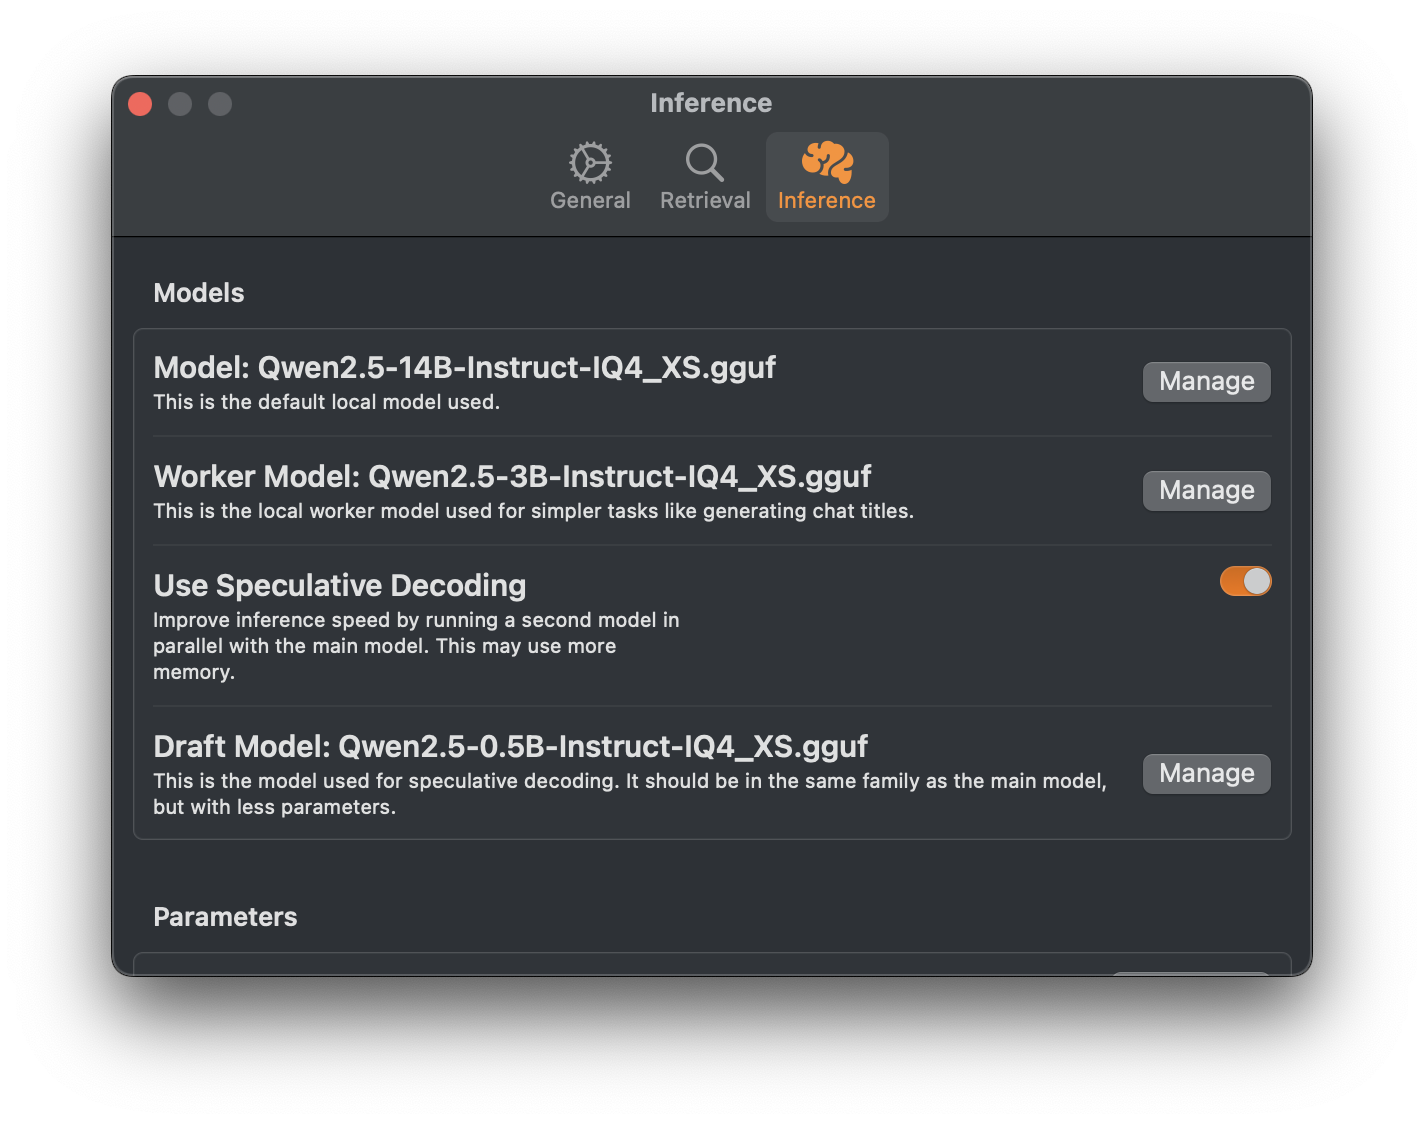 Inference
General
Retrieval
Inference
Models
Model: Qwen2.5-14B-Instruct-IQ4_XS.gguf
This is the default local model used.
Manage
Worker Model: Qwen2.5-3B-Instruct-IQ4_XS.gguf
This is the local worker model used for simpler tasks like generating chat titles.
Manage
Use Speculative Decoding
Improve inference speed by running a second model in
parallel with the main model. This may use more
memory.
Draft Model: Qwen2.5-0.5B-Instruct-IQ4_XS.gguf
This is the model used for speculative decoding. It should be in the same family as the main model,
but with less parameters.
Manage
Parameters